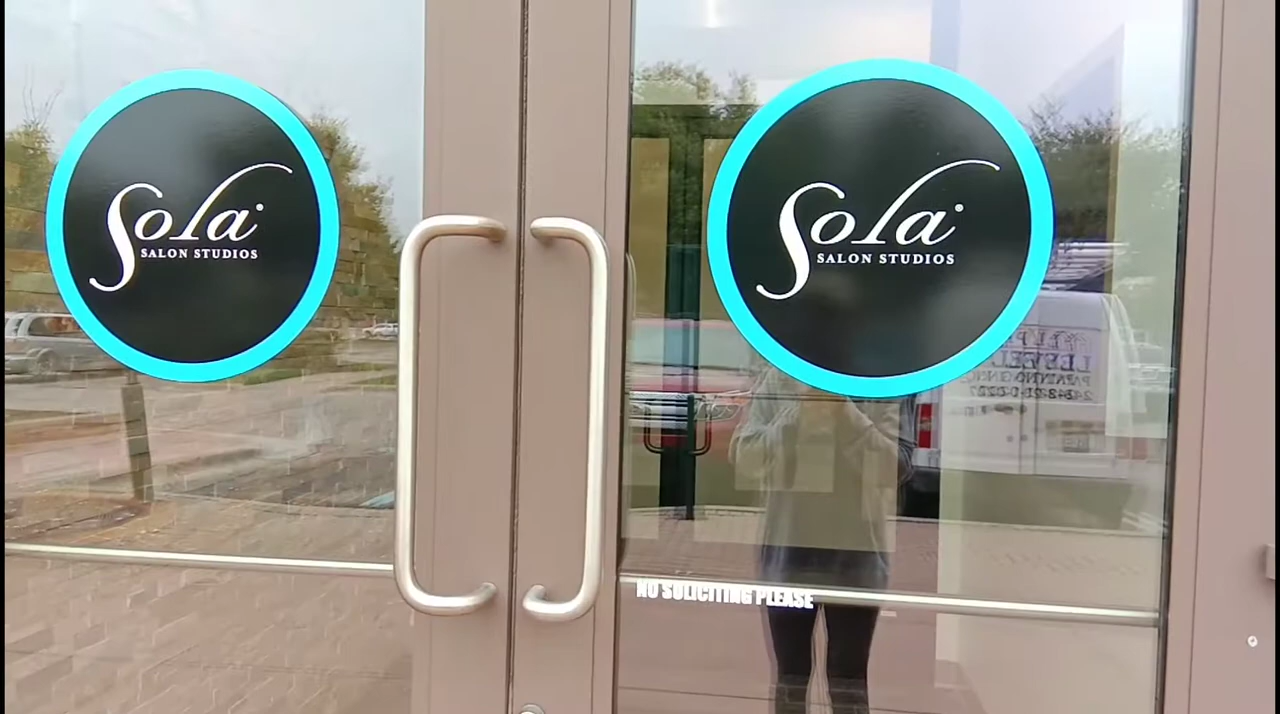 Sola
SALON STUDIOS
Sola®
SALON STUDIOS
NO SOLICITING PLEASE